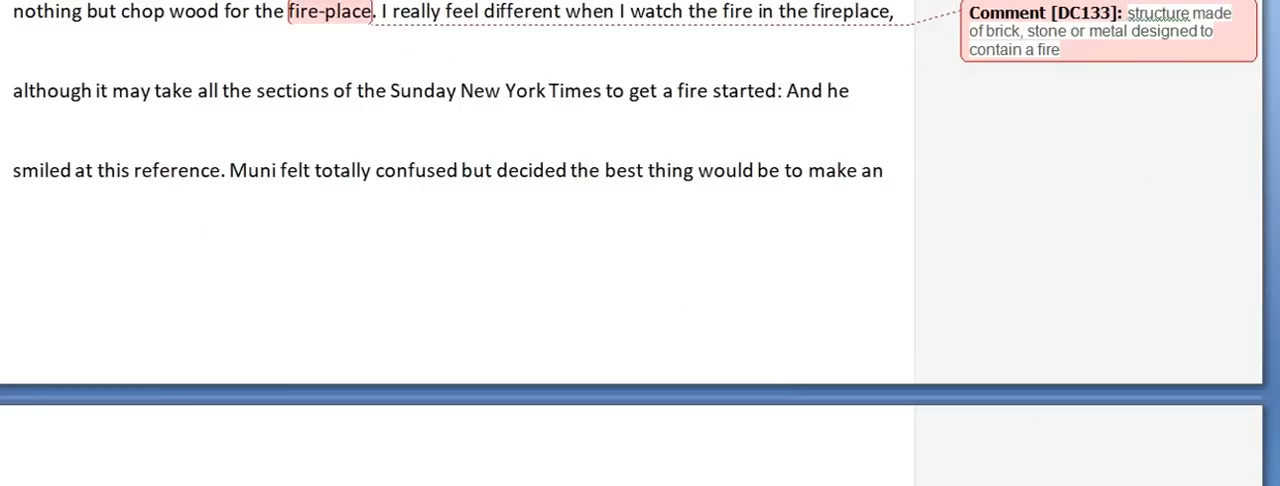 nothing but chop wood for the fire-place. I really feel different when I watch the fire in the fireplace,
although it may take all the sections of the Sunday New York Times to get a fire started: And he
smiled at this reference. Muni felt totally confused but decided the best thing would be to make an
Comment [DC133]: structure made
of brick, stone or metal designed to
contain a fire